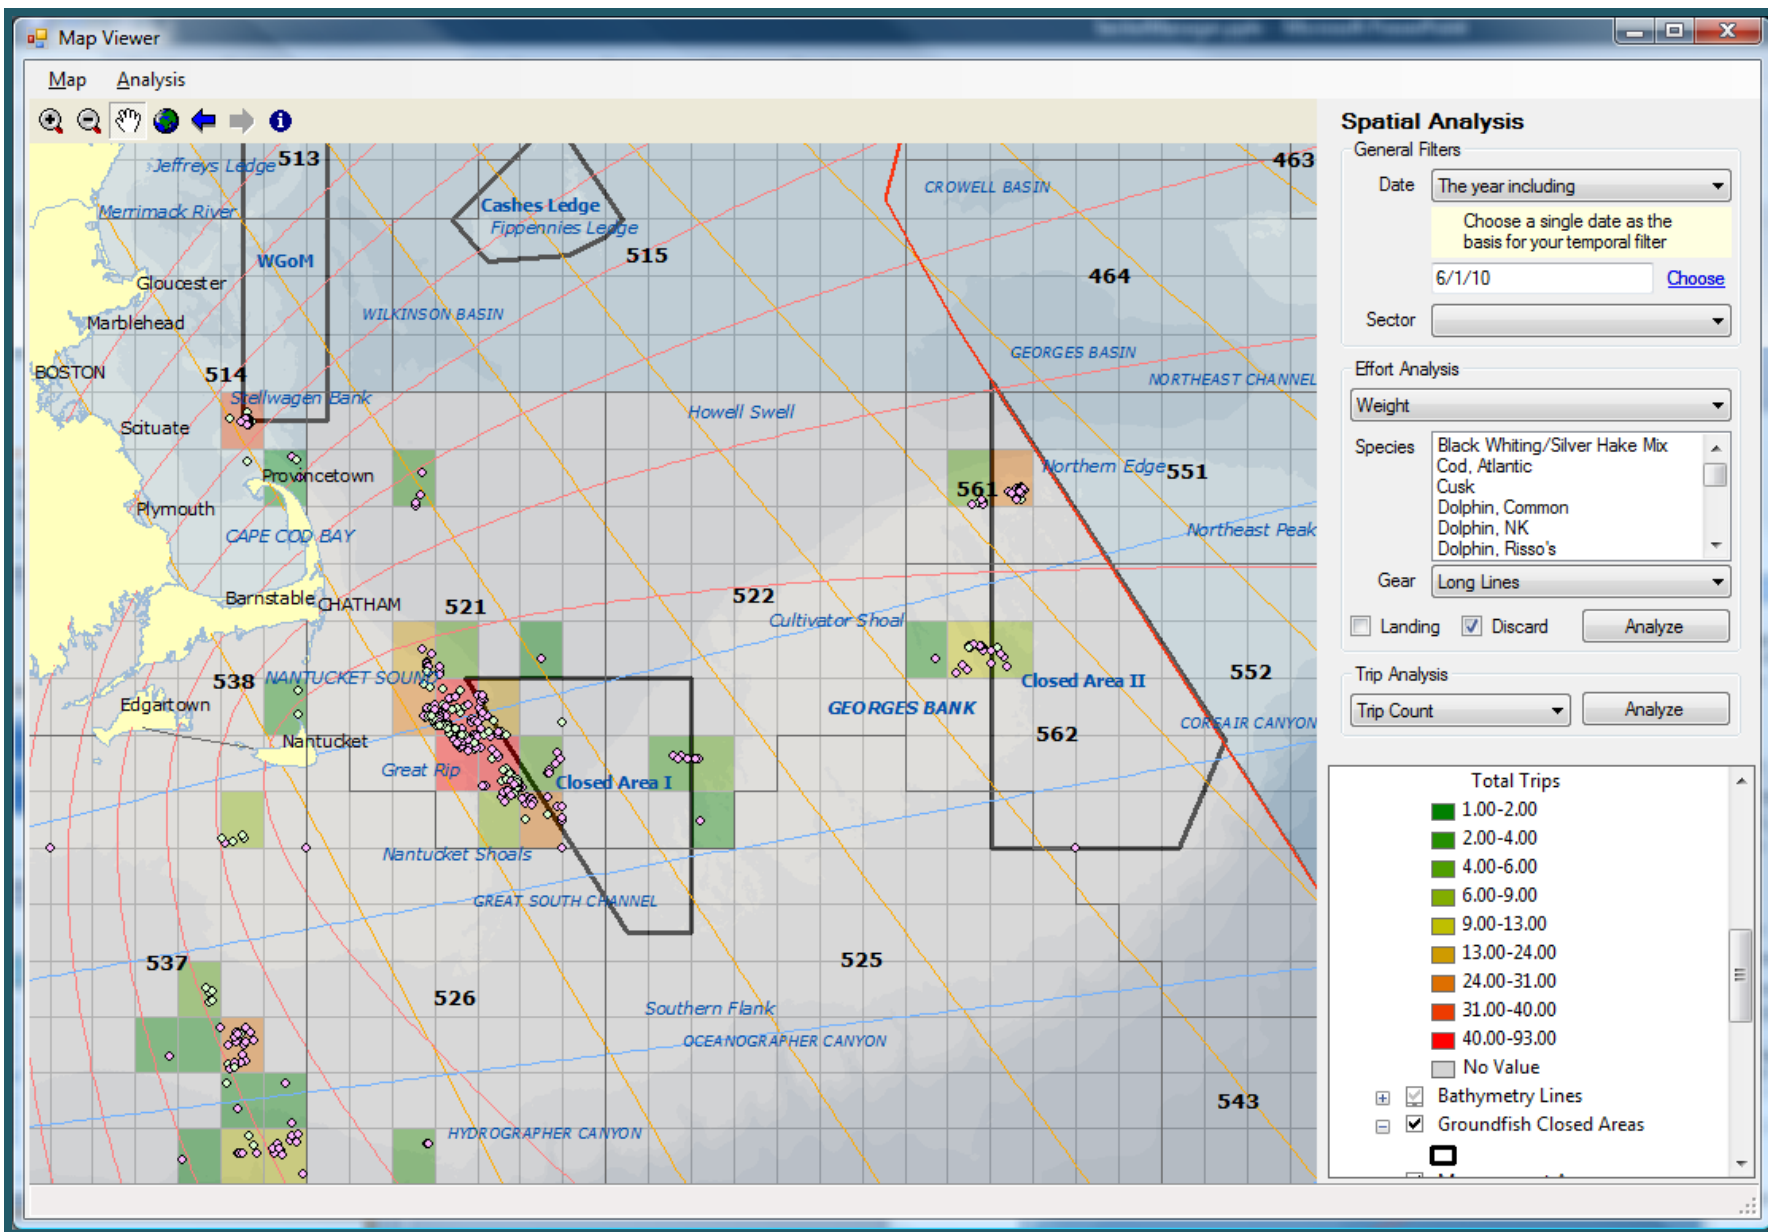 Map Viewer
Map Analysis
Jeffreys Ledge
513
463
Merrimack River
Cashes Ledge
Fippennies Ledge
CROWELL BASIN
WGoM
515
464
Gloucester
Marblehead
WILKINSON BASIN
GEORGES BASIN
BOSTON
514
NORTHEAST CHANNEL
Stellwagen Bank
Howell Swell
Scituate
Provincetown
Northern Edge
551
561
Plymouth
CAPE COD BAY
Northeast Peak
Barnstable
CHATHAM
521
522
Cultivator Shoal
538
NANTUCKET SOUND
Closed Area II
552
Edgartown
GEORGES BANK
CORSAIR CANYON
Nantucket
562
Great Rip
Closed Area I
Nantucket Shoals
GREAT SOUTH CHANNEL
537
525
526
Southern Flank
OCEANOGRAPHER CANYON
543
HYDROGRAPHER CANYON
Spatial Analysis
General Filters
Date The year including
Choose a single date as the
basis for your temporal filter
6/1/10 Choose
Sector
Effort Analysis
Weight
Species
Black Whiting/Silver Hake Mix
Cod, Atlantic
Cusk
Dolphin, Common
Dolphin, NK
Dolphin, Risso's
Gear Long Lines
Landing Discard Analyze
Trip Analysis
Trip Count Analyze
Total Trips
1.00-2.00
2.00-4.00
4.00-6.00
6.00-9.00
9.00-13.00
13.00-24.00
24.00-31.00
31.00-40.00
40.00-93.00
No Value
Bathymetry Lines
Groundfish Closed Areas